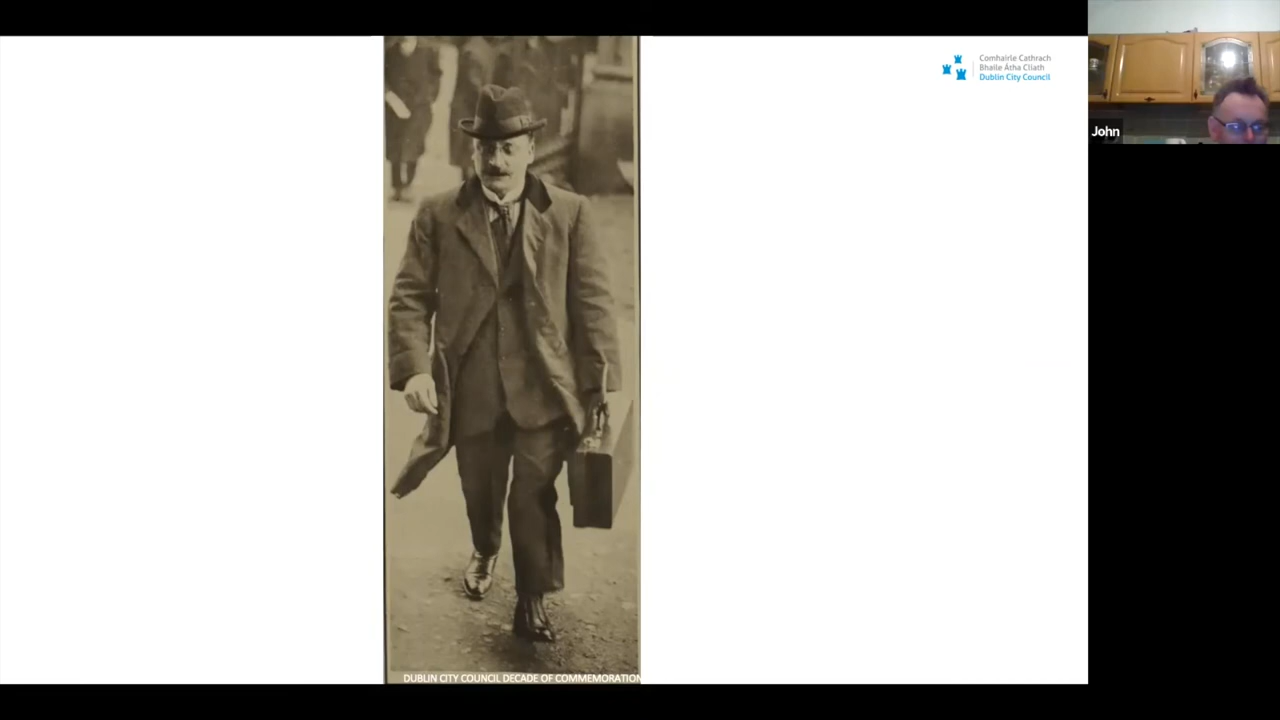 Comhairle Cathrach
Bhaile Átha Cliath
Dublin City Council
John
DUBLIN CITY COUNCIL DECADE OF COMMEMORATION